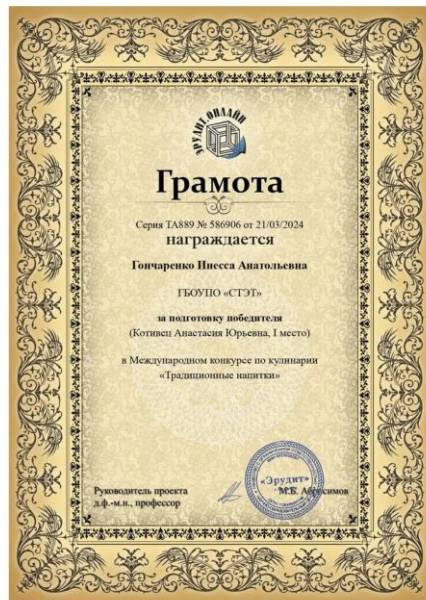 ЭРУДИТ.ОНЛАЙН
Грамота
Серия ТА889 № 586906 от 21/03/2024
награждается
Гончаренко Инесса Анатольевна
ГБОУПО «СТЭТ»
за подготовку победителя
(Котивец Анастасия Юрьевна, I место)
в Международном конкурсе по кулинарии
«Традиционные напитки»
Руководитель проекта
д.ф.-м.н., профессор
«Эрудит»
М.Б. Абросимов